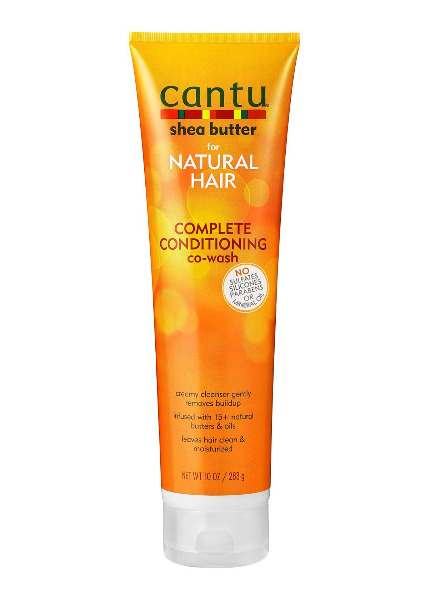 cantu
shea butter
for
NATURAL
HAIR
COMPLETE
CONDITIONING
co-wash
NO
SULFATES
SILICONES
PARABENS
OR
MINERAL OIL
creamy cleanser gently
removes buildup
infused with 15+ natural
butters & oils
leaves hair clean &
moisturized
NET WT 10 OZ / 283 g